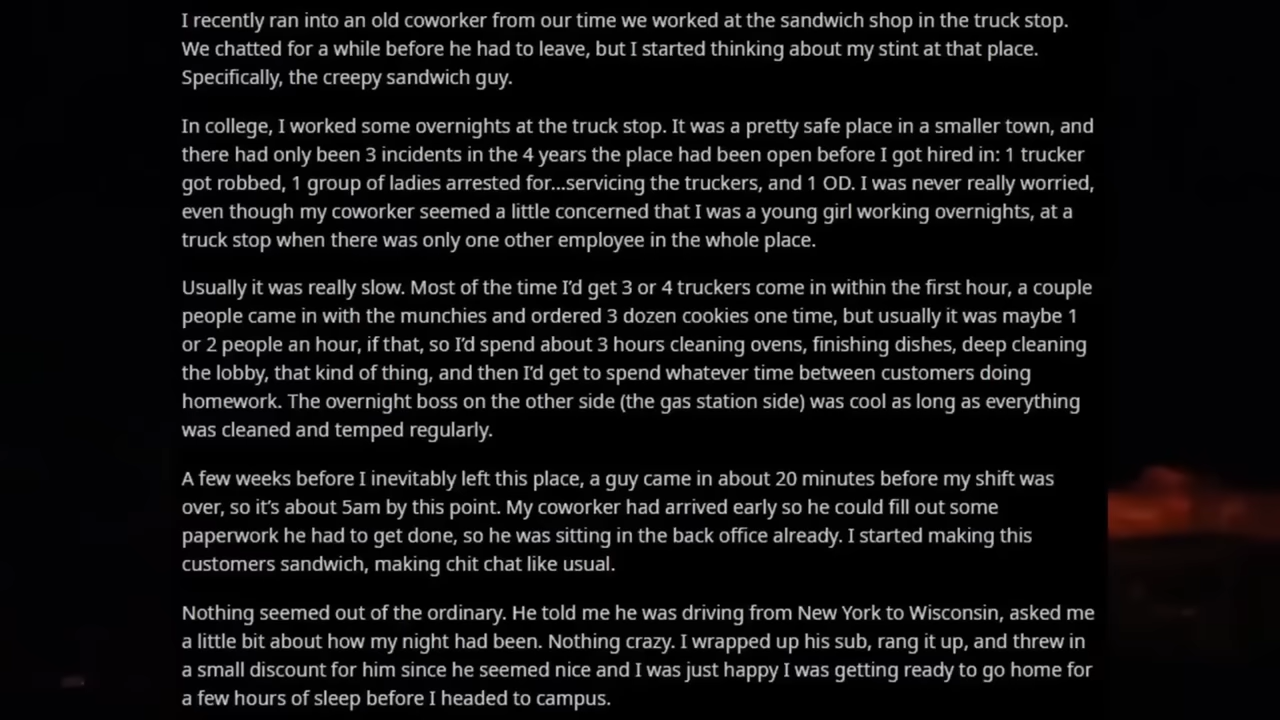 I recently ran into an old coworker from our time we worked at the sandwich shop in the truck stop.
We chatted for a while before he had to leave, but I started thinking about my stint at that place.
Specifically, the creepy sandwich guy.
In college, I worked some overnights at the truck stop. It was a pretty safe place in a smaller town, and
there had only been 3 incidents in the 4 years the place had been open before I got hired in: 1 trucker
got robbed, 1 group of ladies arrested for...servicing the truckers, and 1 OD. I was never really worried,
even though my coworker seemed a little concerned that I was a young girl working overnights, at a
truck stop when there was only one other employee in the whole place.
Usually it was really slow. Most of the time I’d get 3 or 4 truckers come in within the first hour, a couple
people came in with the munchies and ordered 3 dozen cookies one time, but usually it was maybe 1
or 2 people an hour, if that, so I’d spend about 3 hours cleaning ovens, finishing dishes, deep cleaning
the lobby, that kind of thing, and then I’d get to spend whatever time between customers doing
homework. The overnight boss on the other side (the gas station side) was cool as long as everything
was cleaned and temped regularly.
A few weeks before I inevitably left this place, a guy came in about 20 minutes before my shift was
over, so it’s about 5am by this point. My coworker had arrived early so he could fill out some
paperwork he had to get done, so he was sitting in the back office already. I started making this
customers sandwich, making chit chat like usual.
Nothing seemed out of the ordinary. He told me he was driving from New York to Wisconsin, asked me
a little bit about how my night had been. Nothing crazy. I wrapped up his sub, rang it up, and threw in
a small discount for him since he seemed nice and I was just happy I was getting ready to go home for
a few hours of sleep before I headed to campus.